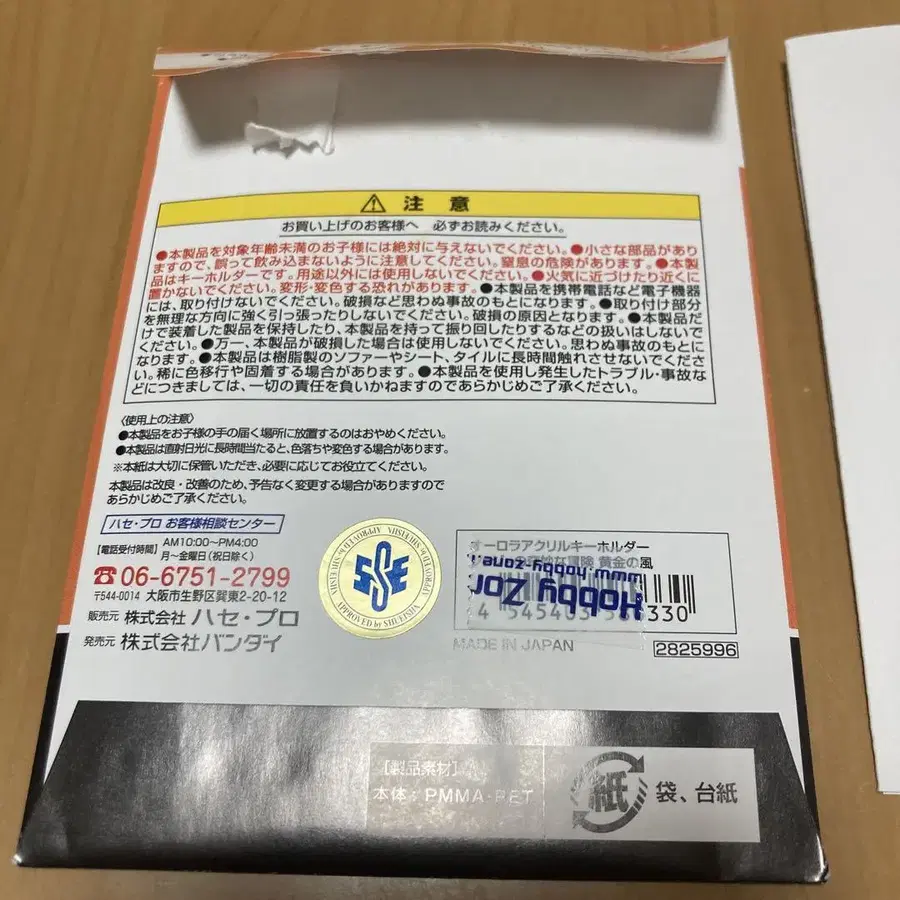 ⚠ 注意
お買い上げのお客様へ 必ずお読みください。
●本製品を対象年齢未満のお子様には絶対に与えないでください。●小さな部品があり
ますので、誤って飲み込まないように注意してください。窒息の危険があります。●本製
品はキーホルダーです。用途以外には使用しないでください。●火気に近づけたり近くに
置かないでください。変形・変色する恐れがあります。●本製品を携帯電話など電子機器
には、取り付けないでください。破損など思わぬ事故のもとになります。●取り付け部分
を無理な方向に強く引っ張ったりしないでください。破損の原因となります。●本製品だ
けで装着した製品を保持したり、本製品を持って振り回したりするなどの扱いはしないで
ください。●万一、本製品が破損した場合は使用しないでください。思わぬ事故のもとに
なります。●本製品は樹脂製のソファーやシート、タイルに長時間触れさせないでくださ
い。稀に色移行や固着する場合があります。●本製品を使用し発生したトラブル・事故な
どにつきましては、一切の責任を負いかねますのであらかじめご了承ください。
〈使用上の注意〉
●本製品をお子様の手の届く場所に放置するのはおやめください。
●本製品は直射日光に長時間当たると、色落ちや変色する場合があります。
※本紙は大切に保管いただき、必要に応じてお役立てください。
本製品は改良・改善のため、予告なく変更する場合がありますので
あらかじめご了承ください。
ハセ・プロ お客様相談センター
【電話受付時間】 AM10:00~PM4:00
月~金曜日(祝日除く)
☎06-6751-2799
〒544-0014 大阪市生野区巽東2-20-12
販売元 株式会社 ハセ・プロ
発売元 株式会社バンダイ
APPROVED by SHUEISHA
APPROVED by SHUEISHA
オーロラアクリルキーホルダー
の奇妙な冒険 黄金の風
www.hobby-zone.
Hobby Zon
4 545403 330
MADE IN JAPAN
2825996
[製品素材]
本体:PMMA・PET
紙
袋、台紙